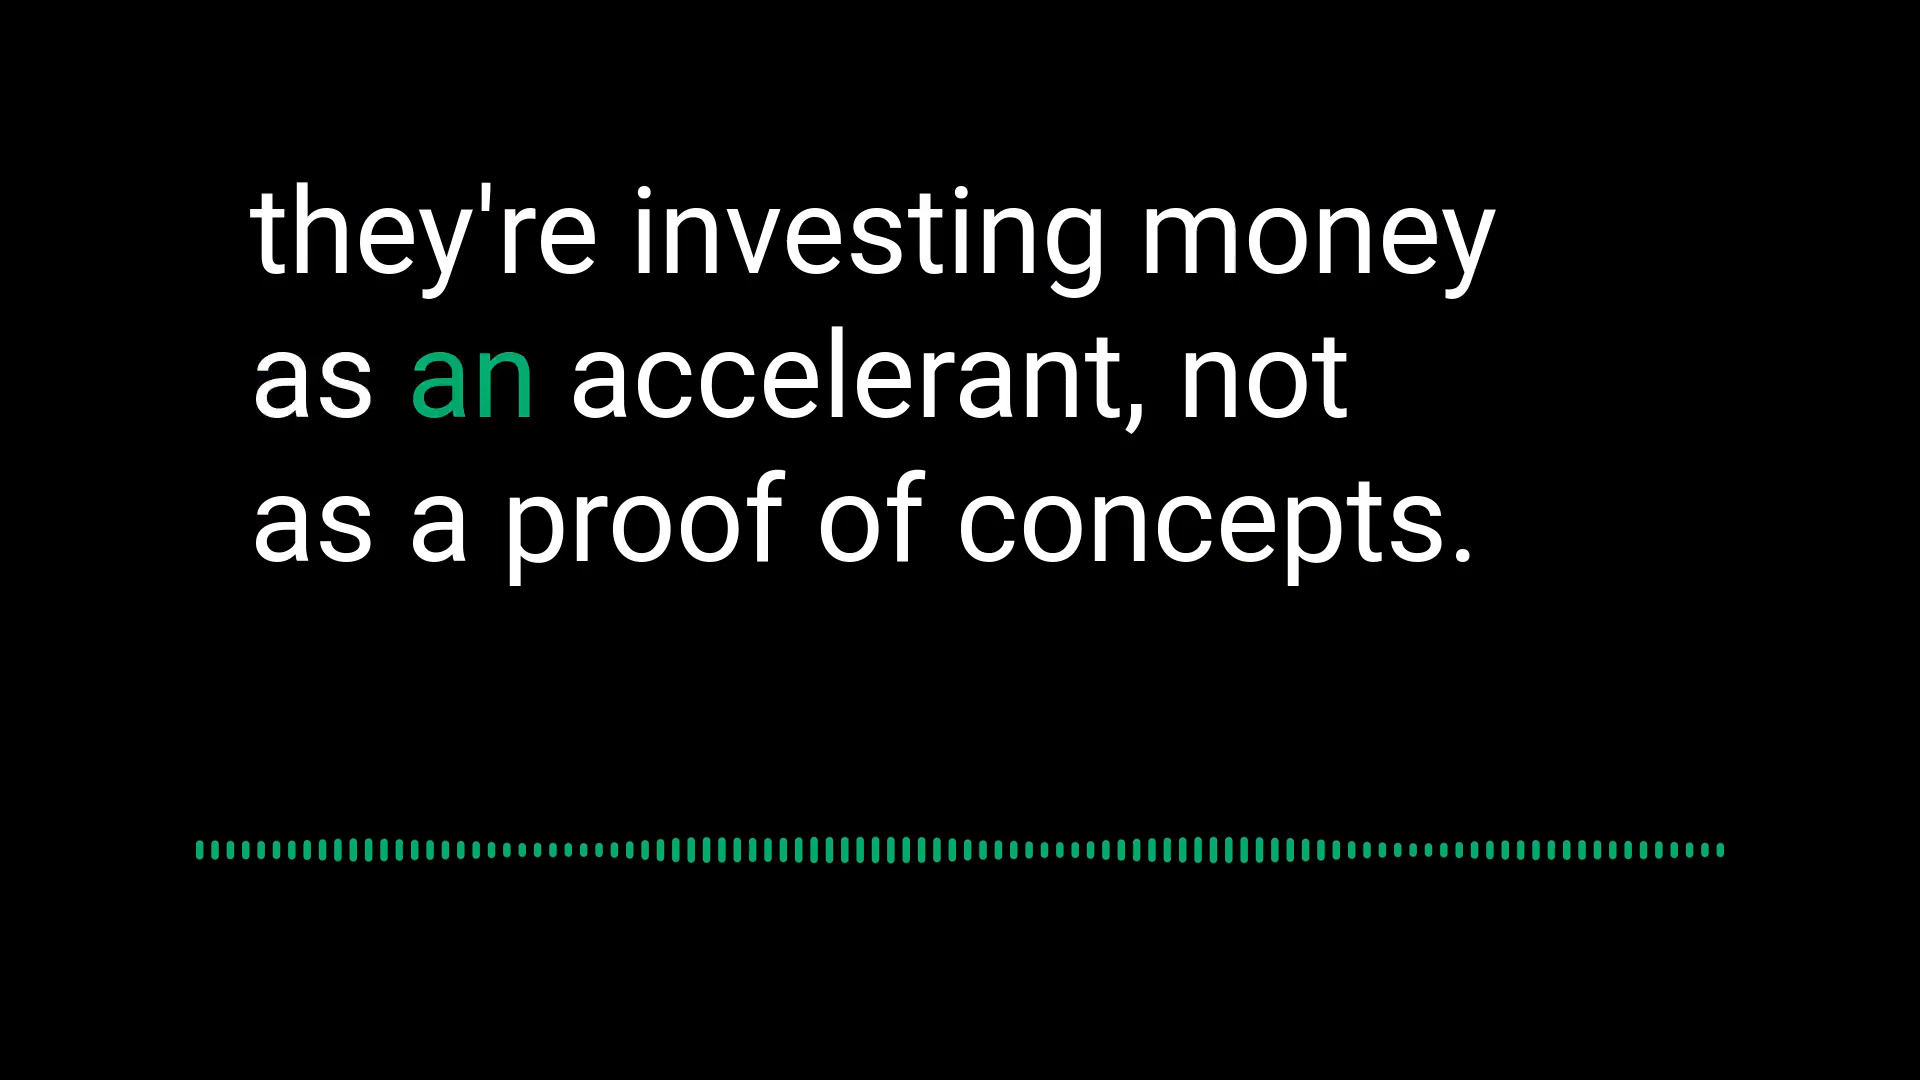 they're investing money
as an accelerant, not
as a proof of concepts.